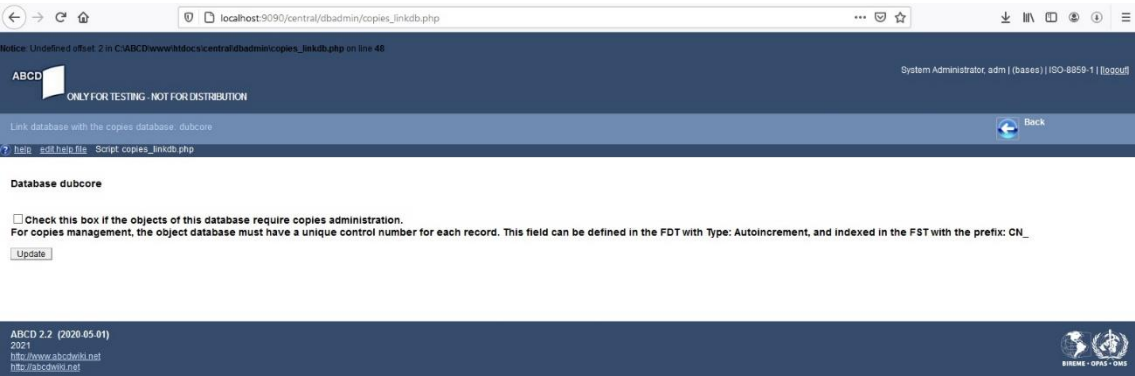 localhost:9090/central/dbadmin/copies_linkdb.php
Notice: Undefined offset: 2 in C:\ABCD\www\htdocs\central\dbadmin\copies_linkdb.php on line 48
ABCD
ONLY FOR TESTING - NOT FOR DISTRIBUTION
System Administrator, adm | (bases) | ISO-8859-1 | [logout]
Link database with the copies database: dubcore
Back
help edit help file Script: copies_linkdb.php
Database dubcore
Check this box if the objects of this database require copies administration.
For copies management, the object database must have a unique control number for each record. This field can be defined in the FDT with Type: Autoincrement, and indexed in the FST with the prefix: CN_
Update
ABCD 2.2 (2020-05-01)
2021
http://www.abcdwiki.net
http://abcdwiki.net
BIREME - OPAS - OMS